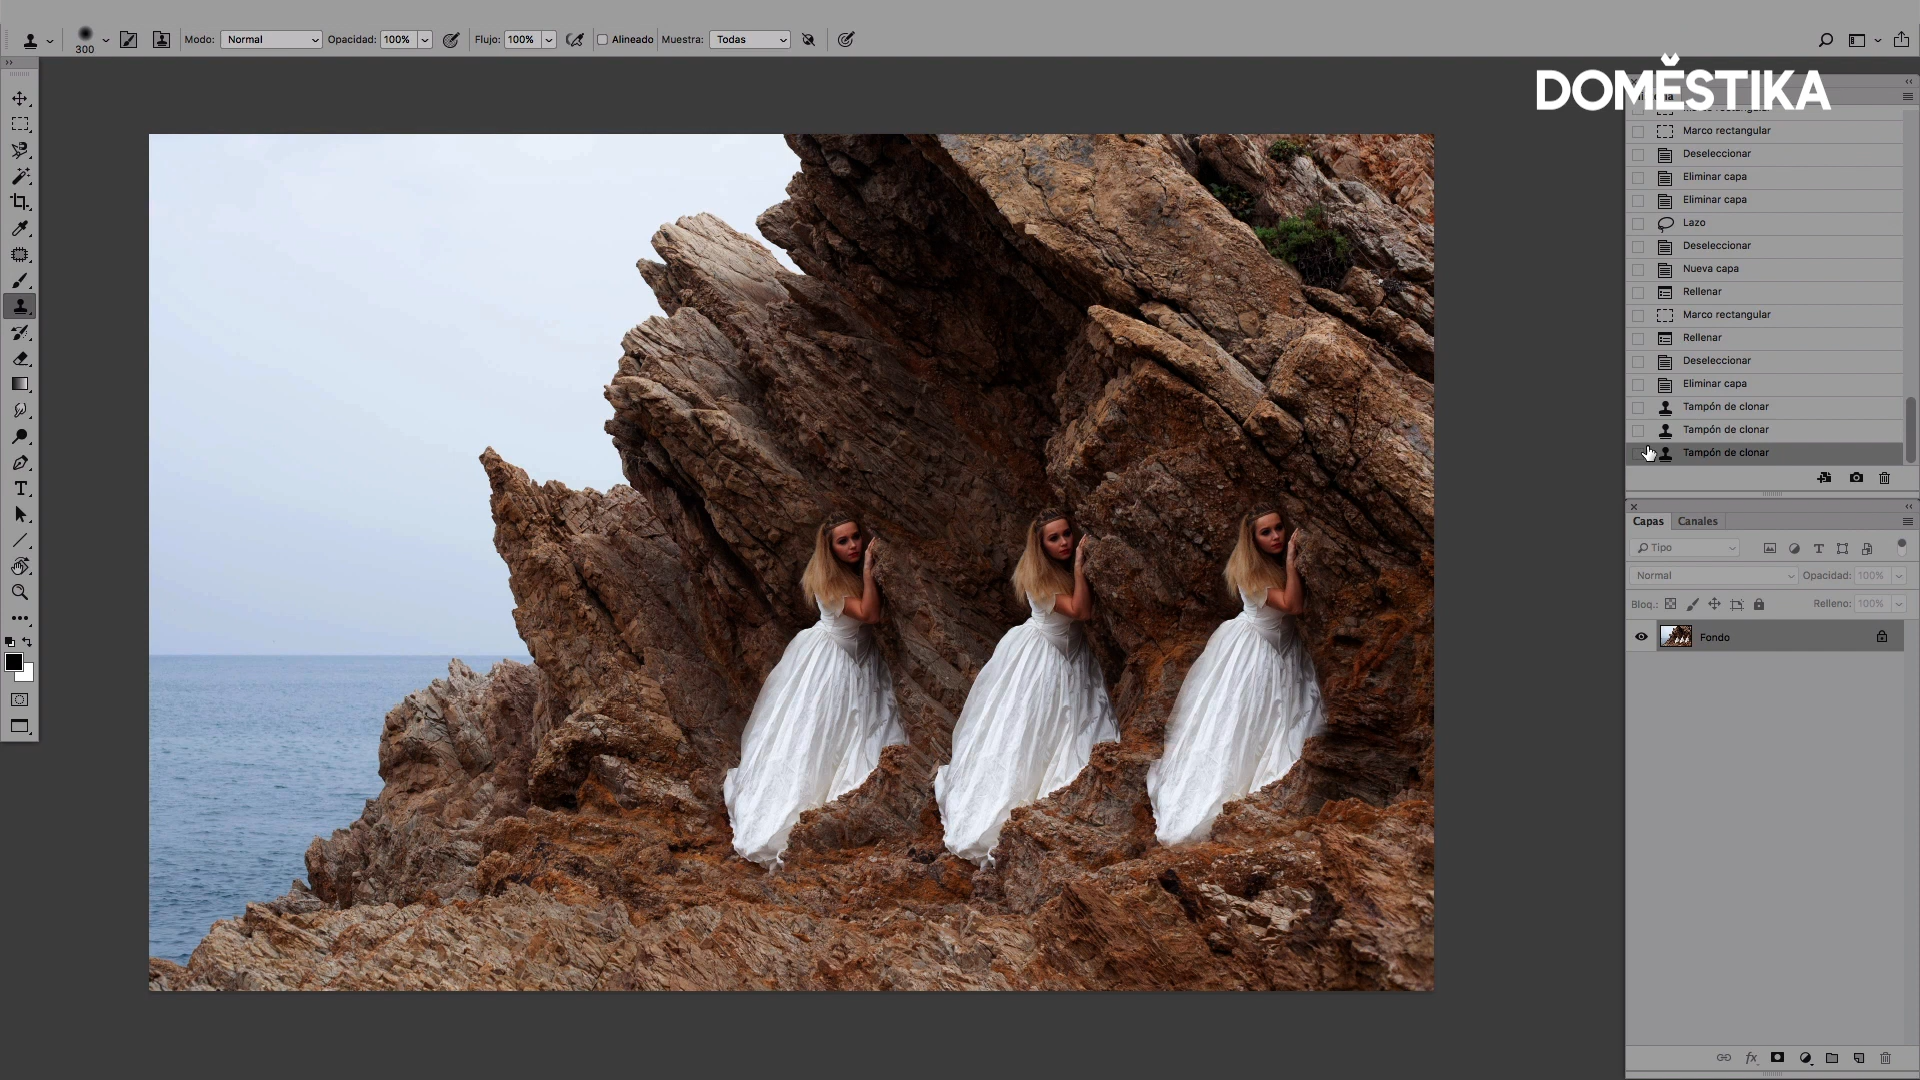 300
Modo: Normal Opacidad: 100% Flujo: 100% Alineado Muestra: Todas
DOMĚSTIKA
Marco rectangular
Deseleccionar
Eliminar capa
Eliminar capa
Lazo
Deseleccionar
Nueva capa
Rellenar
Marco rectangular
Rellenar
Deseleccionar
Eliminar capa
Tampón de clonar
Tampón de clonar
Tampón de clonar
Capas Canales
Tipo
Normal Opacidad: 100%
Bloq.: Relleno: 100%
Fondo
fx